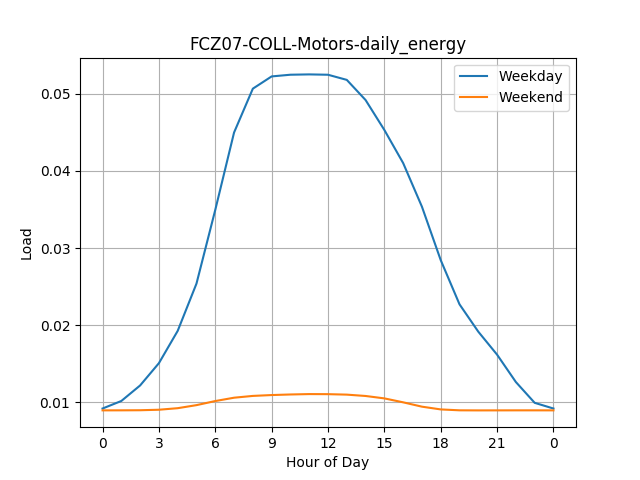 FCZ07-COLL-Motors-daily_energy
Weekday
Weekend
0.05
0.04
0.03
0.02
0.01
Load
0 3 6 9 12 15 18 21 0
Hour of Day